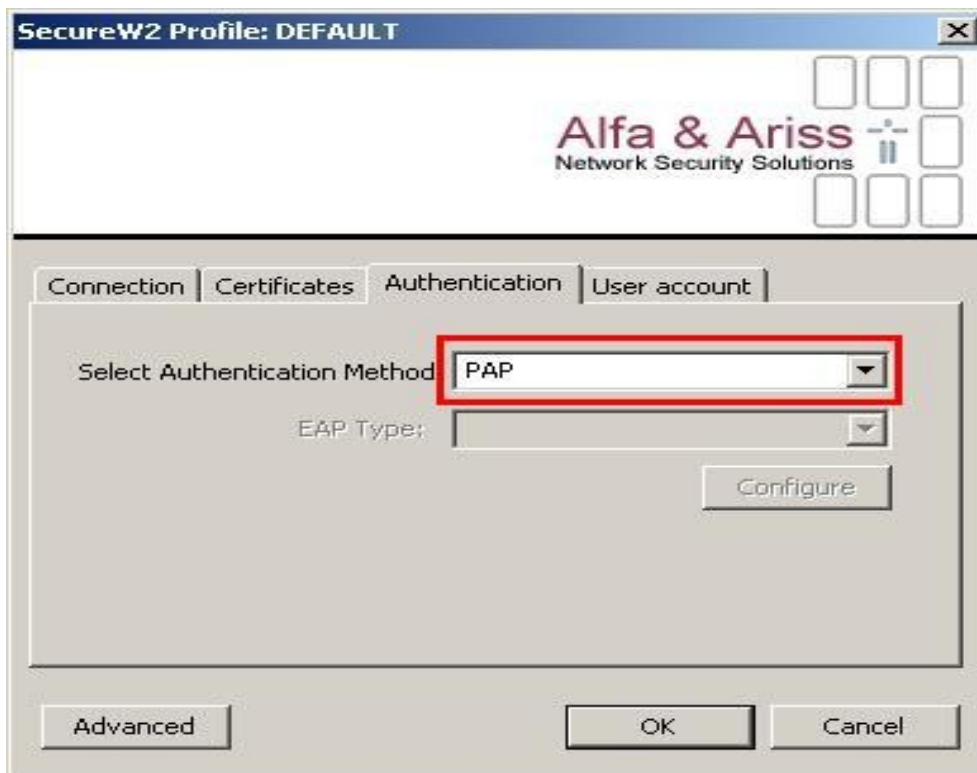 SecureW2 Profile: DEFAULT
Alfa & Ariss
Network Security Solutions
Connection Certificates Authentication User account
Select Authentication Method PAP
EAP Type:
Configure
Advanced OK Cancel